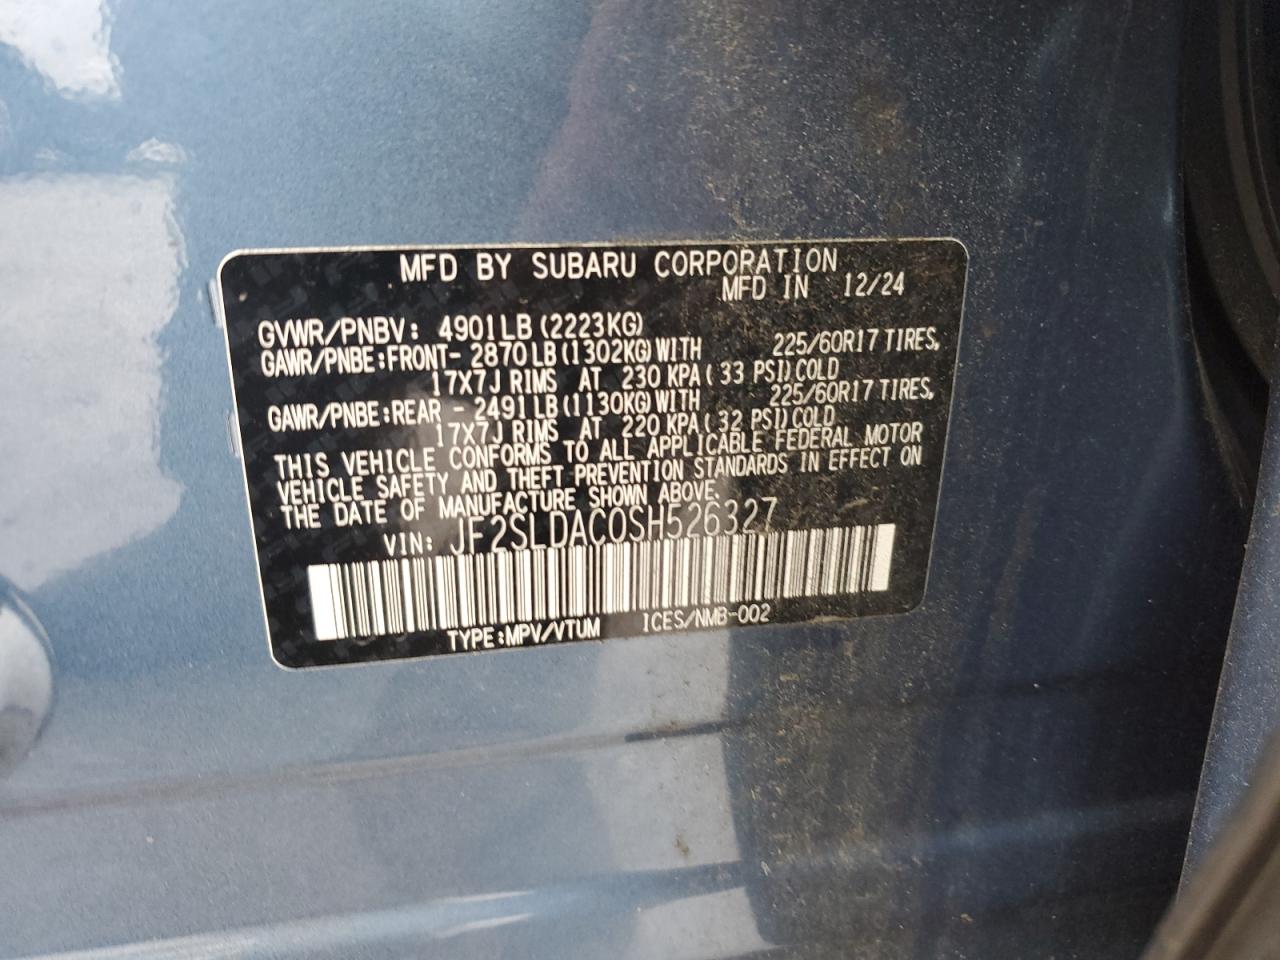 MFD BY SUBARU CORPORATION
MFD IN 12/24
GVWR/PNBV: 4901LB (2223KG)
GAWR/PNBE:FRONT- 2870LB(1302KG)WITH 225/60R17 TIRES,
17X7J RIMS AT 230 KPA( 33 PSI)COLD
GAWR/PNBE:REAR - 2491LB(1130KG)WITH 225/60R17 TIRES,
17X7J RIMS AT 220 KPA( 32 PSI)COLD
THIS VEHICLE CONFORMS TO ALL APPLICABLE FEDERAL MOTOR
VEHICLE SAFETY AND THEFT PREVENTION STANDARDS IN EFFECT ON
THE DATE OF MANUFACTURE SHOWN ABOVE.
VIN: JF2SLDAC0SH526327
TYPE:MPV/VTUM ICES/NMB-002